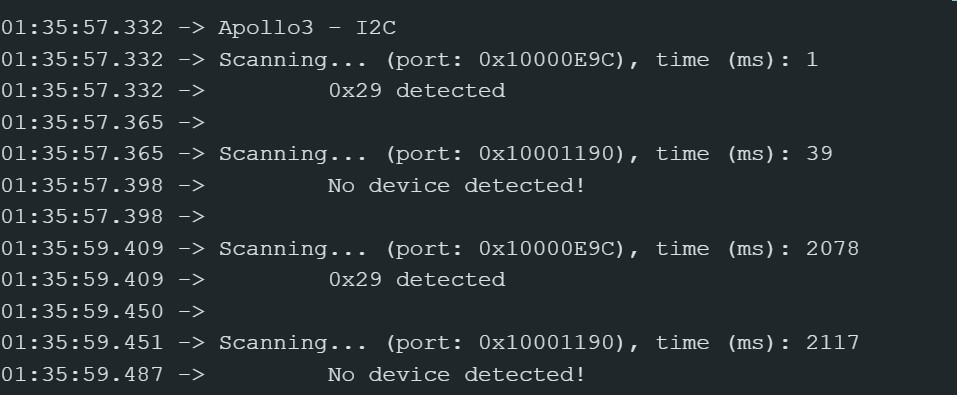 01:35:57.332 -> Apollo3 - I2C
01:35:57.332 -> Scanning... (port: 0x10000E9C), time (ms): 1
01:35:57.332 ->         0x29 detected
01:35:57.365 ->
01:35:57.365 -> Scanning... (port: 0x10001190), time (ms): 39
01:35:57.398 ->         No device detected!
01:35:57.398 ->
01:35:59.409 -> Scanning... (port: 0x10000E9C), time (ms): 2078
01:35:59.409 ->         0x29 detected
01:35:59.450 ->
01:35:59.451 -> Scanning... (port: 0x10001190), time (ms): 2117
01:35:59.487 ->         No device detected!